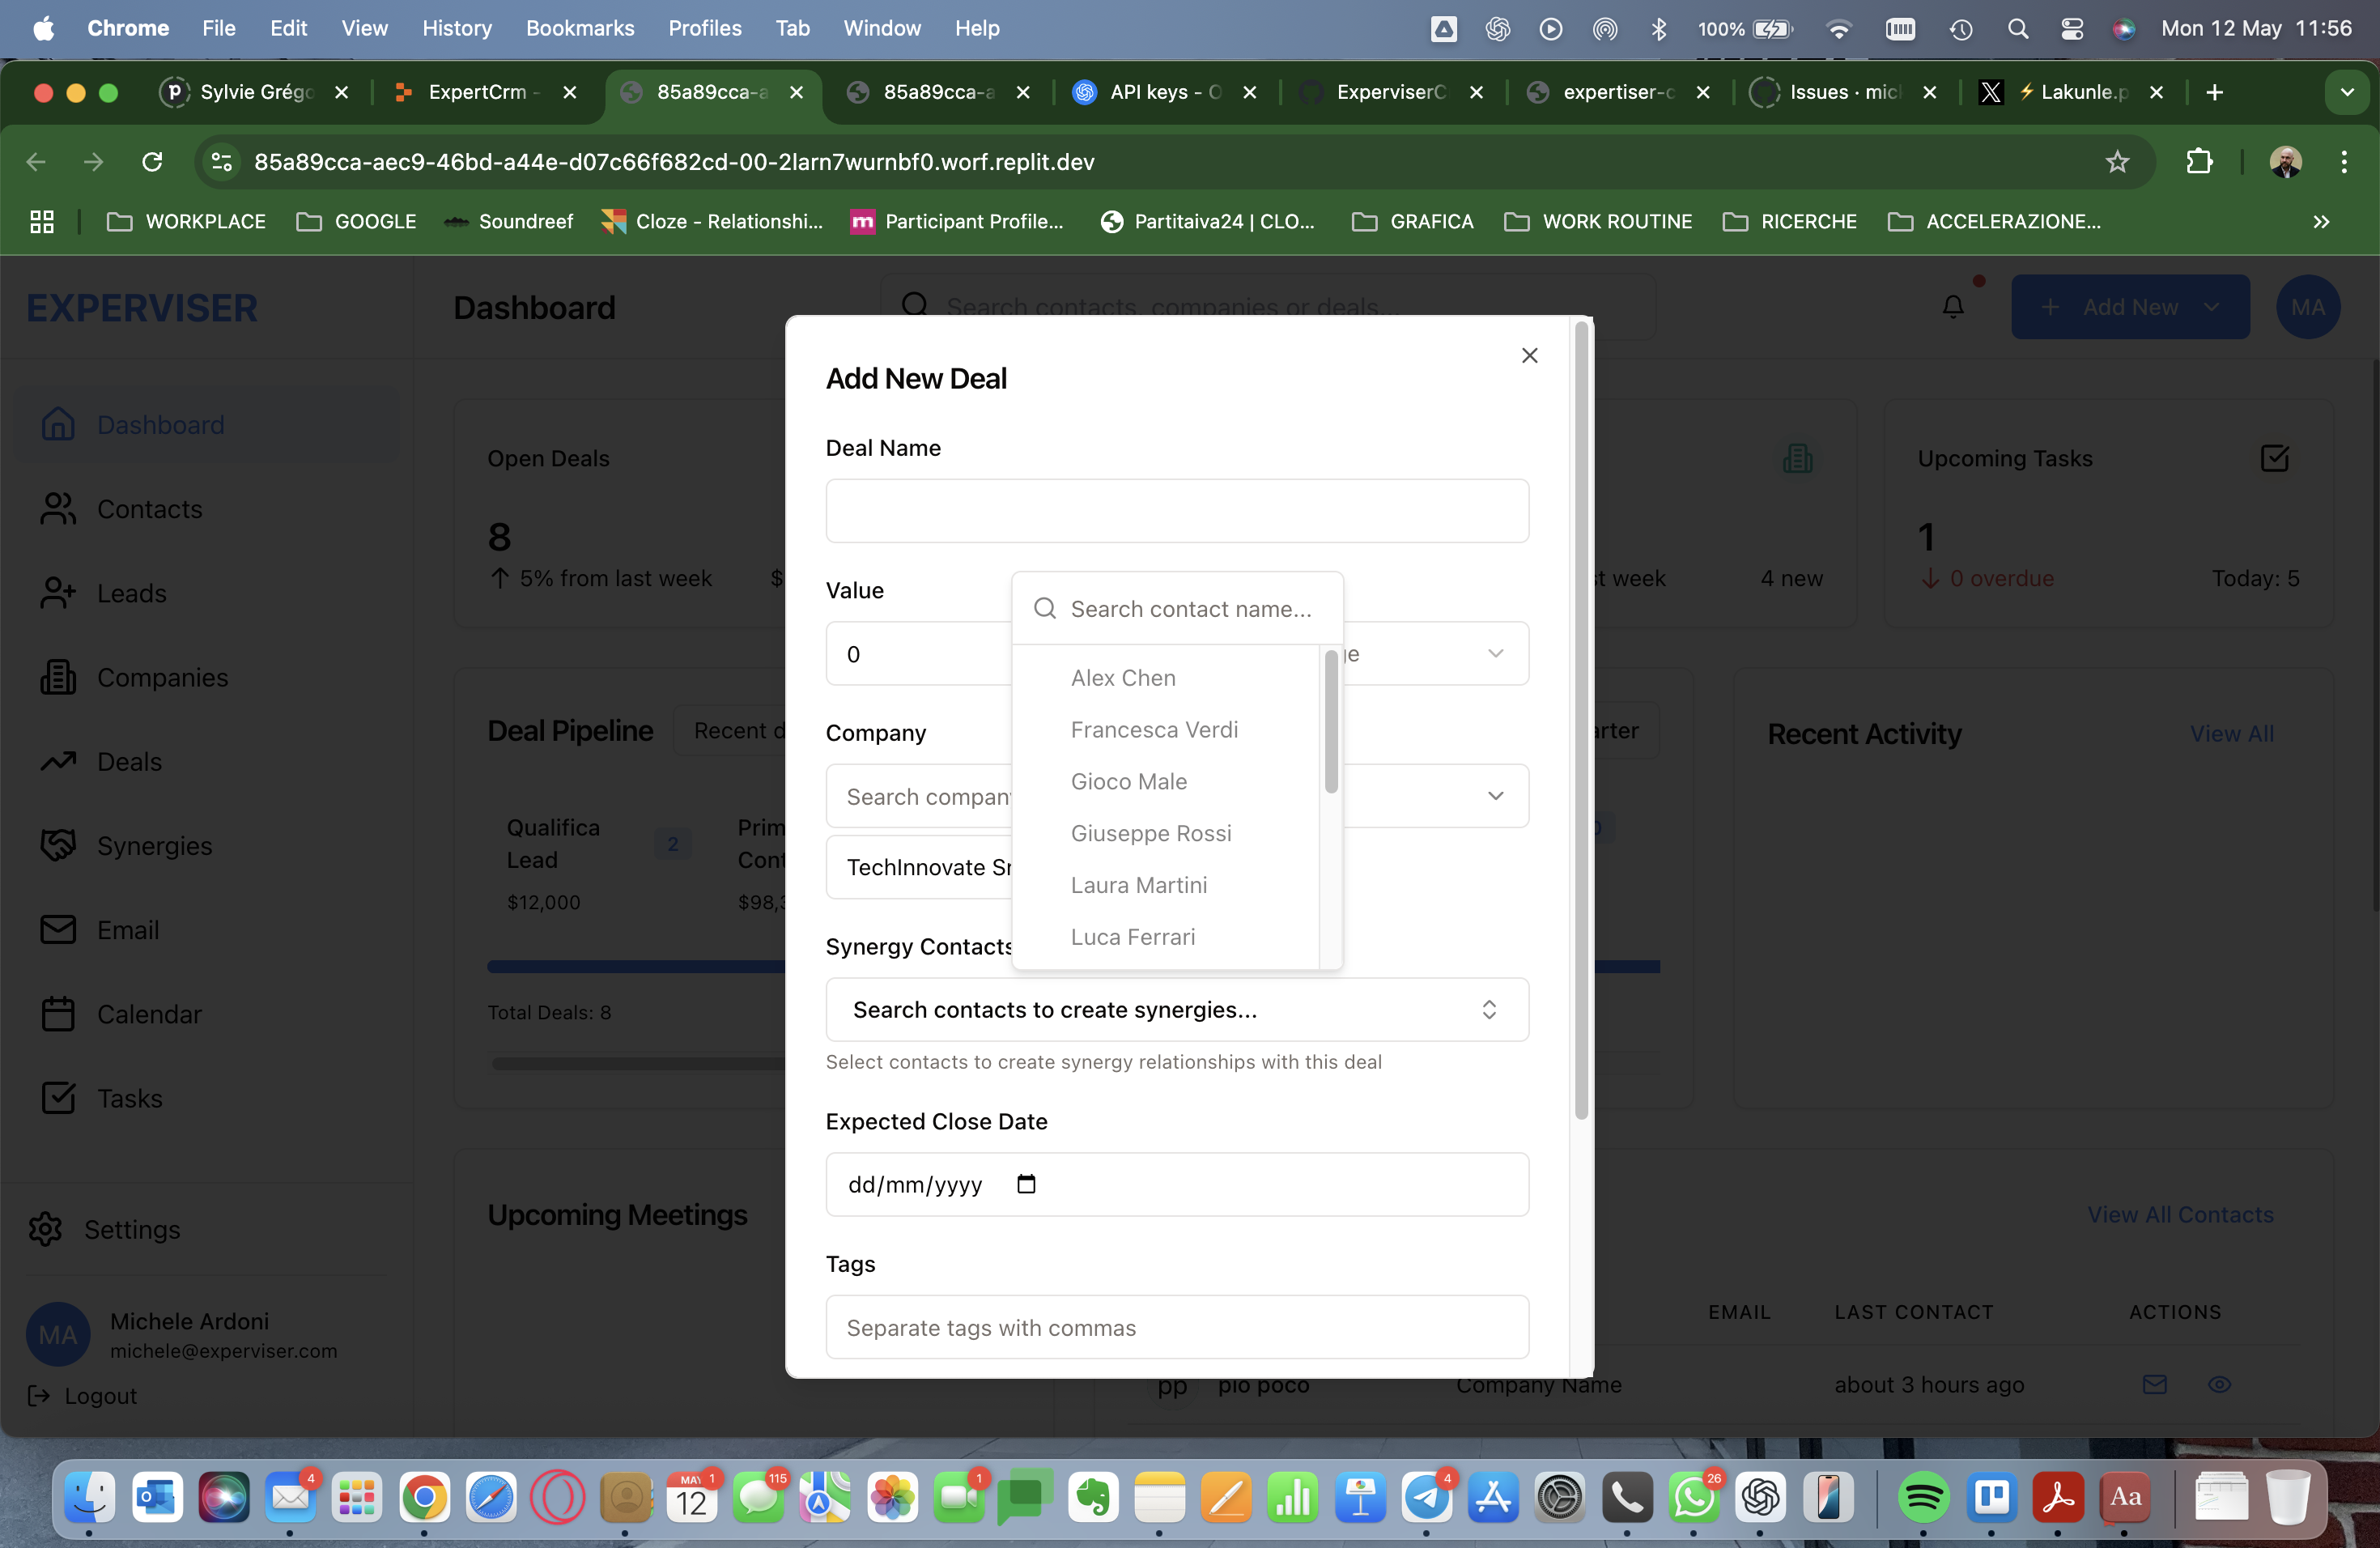 Chrome File Edit View History Bookmarks Profiles Tab Window Help 100% Mon 12 May 11:56
Sylvie Grégo ExpertCrm - 85a89cca-a 85a89cca-a API keys - O ExperviserC expertiser-c Issues · mic ⚡Lakunle.p
85a89cca-aec9-46bd-a44e-d07c66f682cd-00-2larn7wurnbf0.worf.replit.dev
WORKPLACE GOOGLE Soundreef Cloze - Relationshi... Participant Profile... Partitaiva24 | CLO... GRAFICA WORK ROUTINE RICERCHE ACCELERAZIONE...
EXPERVISER
Dashboard
Search contacts, companies or deals...
Add New
MA
Dashboard
Contacts
Leads
Companies
Deals
Synergies
Email
Calendar
Tasks
Settings
MA
Michele Ardoni
michele@experviser.com
Logout
Open Deals
8
5% from last week $
t week 4 new
Upcoming Tasks
1
0 overdue Today: 5
Deal Pipeline
Recent d
arter
Qualifica
Lead
2
$12,000
Prim
Cont
$98,3
0
Total Deals: 8
Recent Activity
View All
Upcoming Meetings
View All Contacts
EMAIL LAST CONTACT ACTIONS
pp pio poco Company Name about 3 hours ago
Add New Deal
Deal Name
Value
0
ge
Company
Search compan
TechInnovate Sr
Search contact name...
Alex Chen
Francesca Verdi
Gioco Male
Giuseppe Rossi
Laura Martini
Luca Ferrari
Synergy Contacts
Search contacts to create synergies...
Select contacts to create synergy relationships with this deal
Expected Close Date
dd/mm/yyyy
Tags
Separate tags with commas
4
MAY 1
12
115
1
4
26
Aa